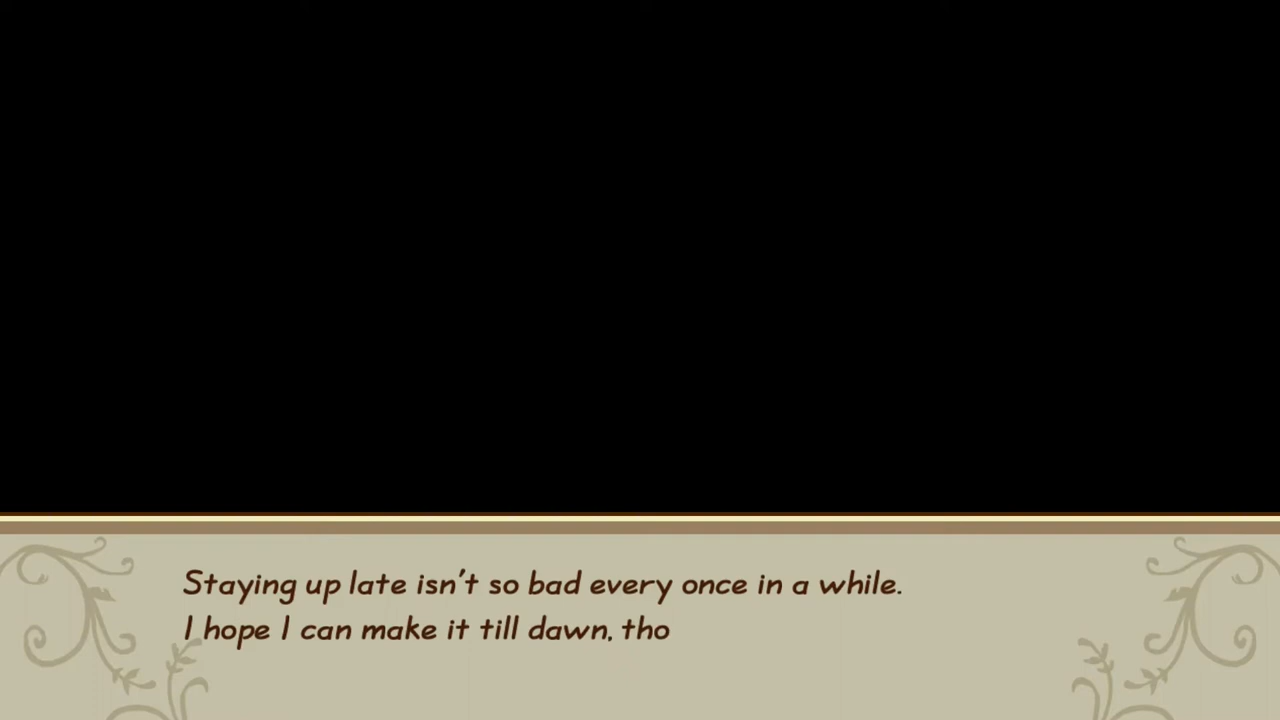 Staying up late isn't so bad every once in a while.
I hope I can make it till dawn, tho